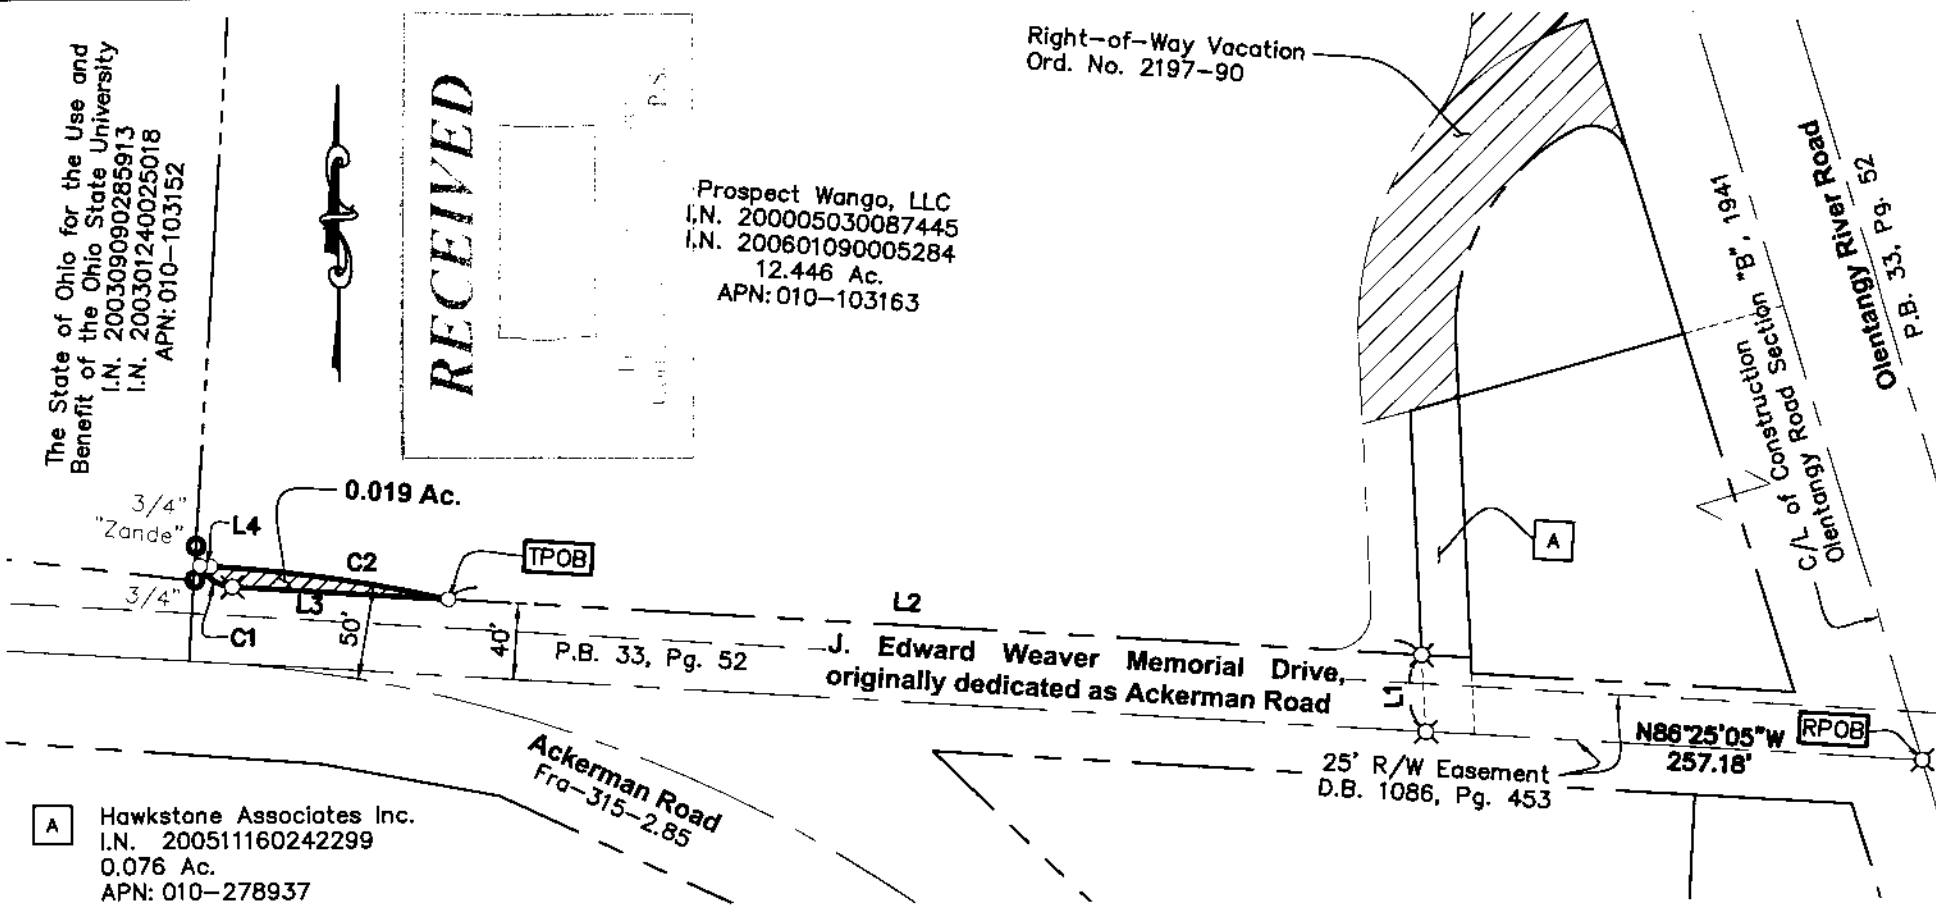 The State of Ohio for the Use and
Benefit of the Ohio State University
I.N. 200309090285913
I.N. 200301240025018
APN: 010-103152
RECEIVED
P.S.
Prospect Wango, LLC
I.N. 200005030087445
I.N. 200601090005284
12.446 Ac.
APN: 010-103163
Right-of-Way Vacation
Ord. No. 2197-90
Olentangy River Road
P.B. 33, Pg. 52
C/L of Construction
Olentangy Road Section "B", 1941
3/4"
"Zande"
L4
0.019 Ac.
C2
TPOB
3/4"
L3
C1
50'
40'
L2
A
P.B. 33, Pg. 52
J. Edward Weaver Memorial Drive,
originally dedicated as Ackerman Road
L1
N86°25'05"W
257.18'
RPOB
25' R/W Easement
D.B. 1086, Pg. 453
Ackerman Road
Fra-315-2.85
A
Hawkstone Associates Inc.
I.N. 200511160242299
0.076 Ac.
APN: 010-278937